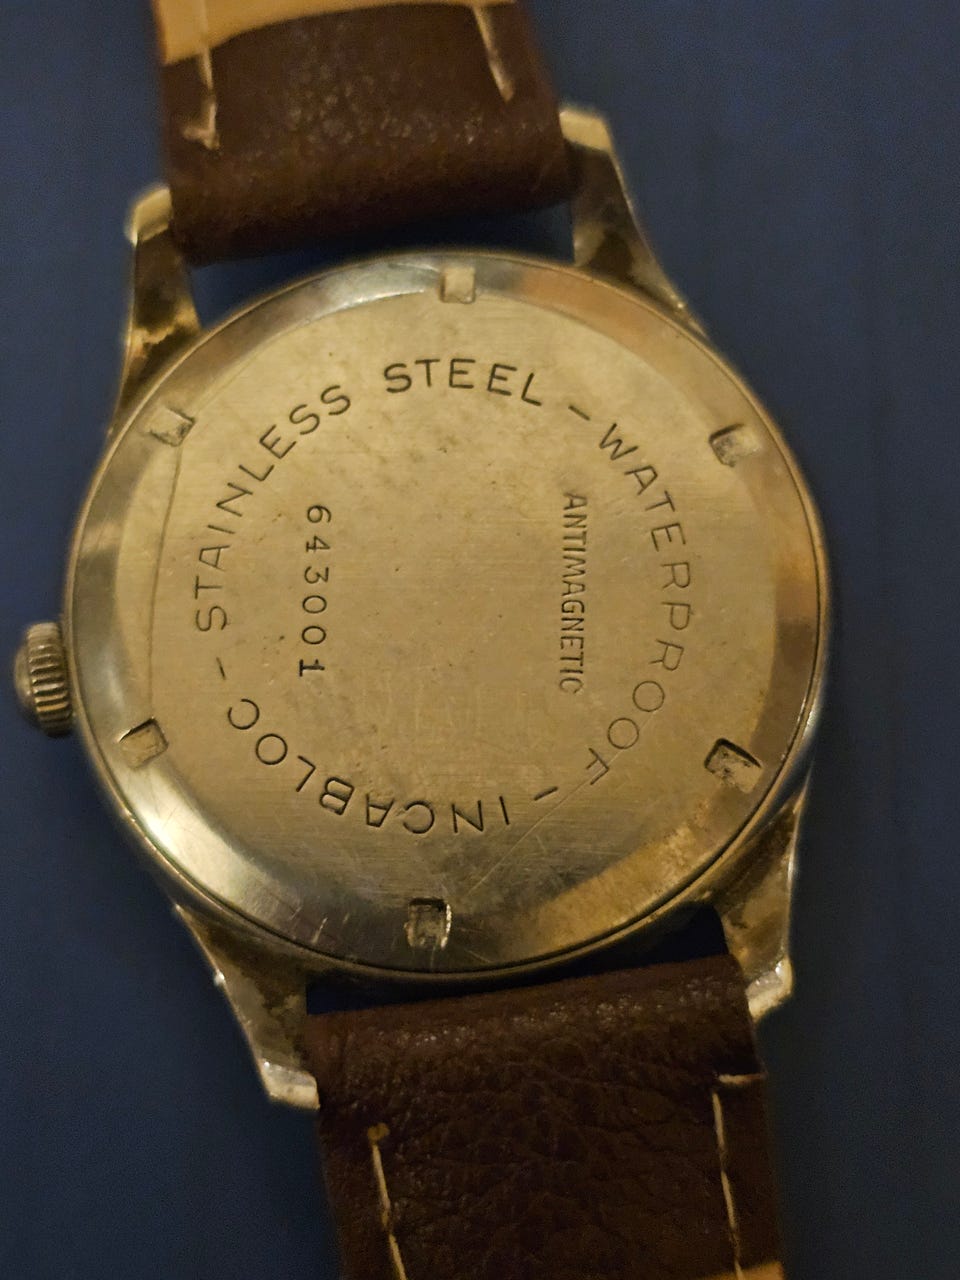 STAINLESS STEEL - WATERPROOF - INCABLOC -
ANTIMAGNETIC
643001